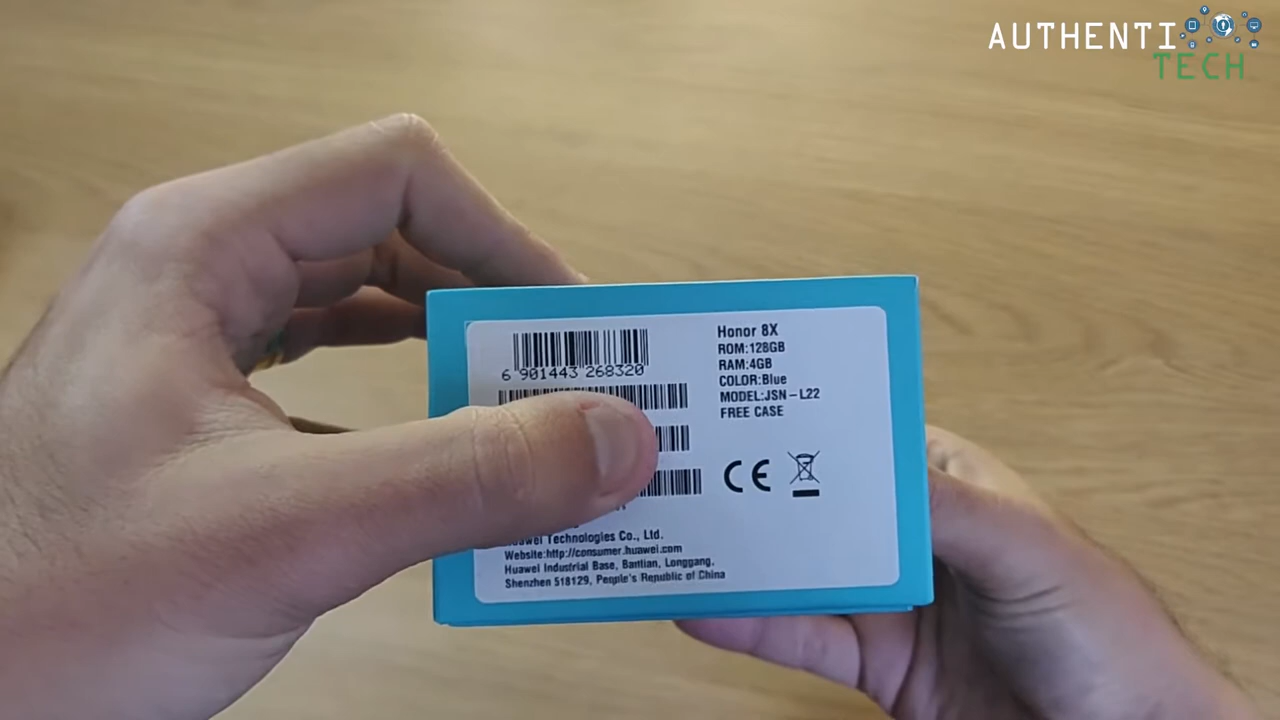 AUTHENTI
TECH
6 901443 268320
Honor 8X
ROM:128GB
RAM:4GB
COLOR:Blue
MODEL:JSN-L22
FREE CASE
CE
Huawei Technologies Co., Ltd.
Website:http://consumer.huawei.com
Huawei Industrial Base, Bantian, Longgang,
Shenzhen 518129, People's Republic of China